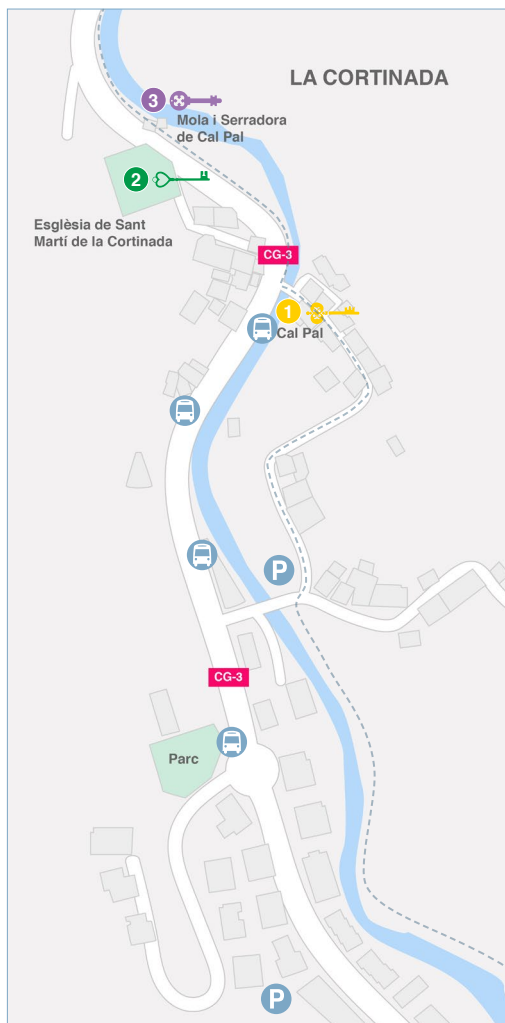 LA CORTINADA
3
Mola i Serradora
de Cal Pal
2
Esglèsia de Sant
Martí de la Cortinada
CG-3
1
Cal Pal
P
CG-3
Parc
P